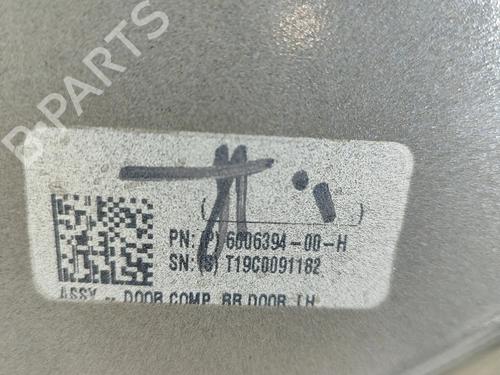 B-PARTS
PN: (P) 6006394-00-H
SN: (S) T19C0091182
ASSY -- DOOR COMP, RR DOOR, LH